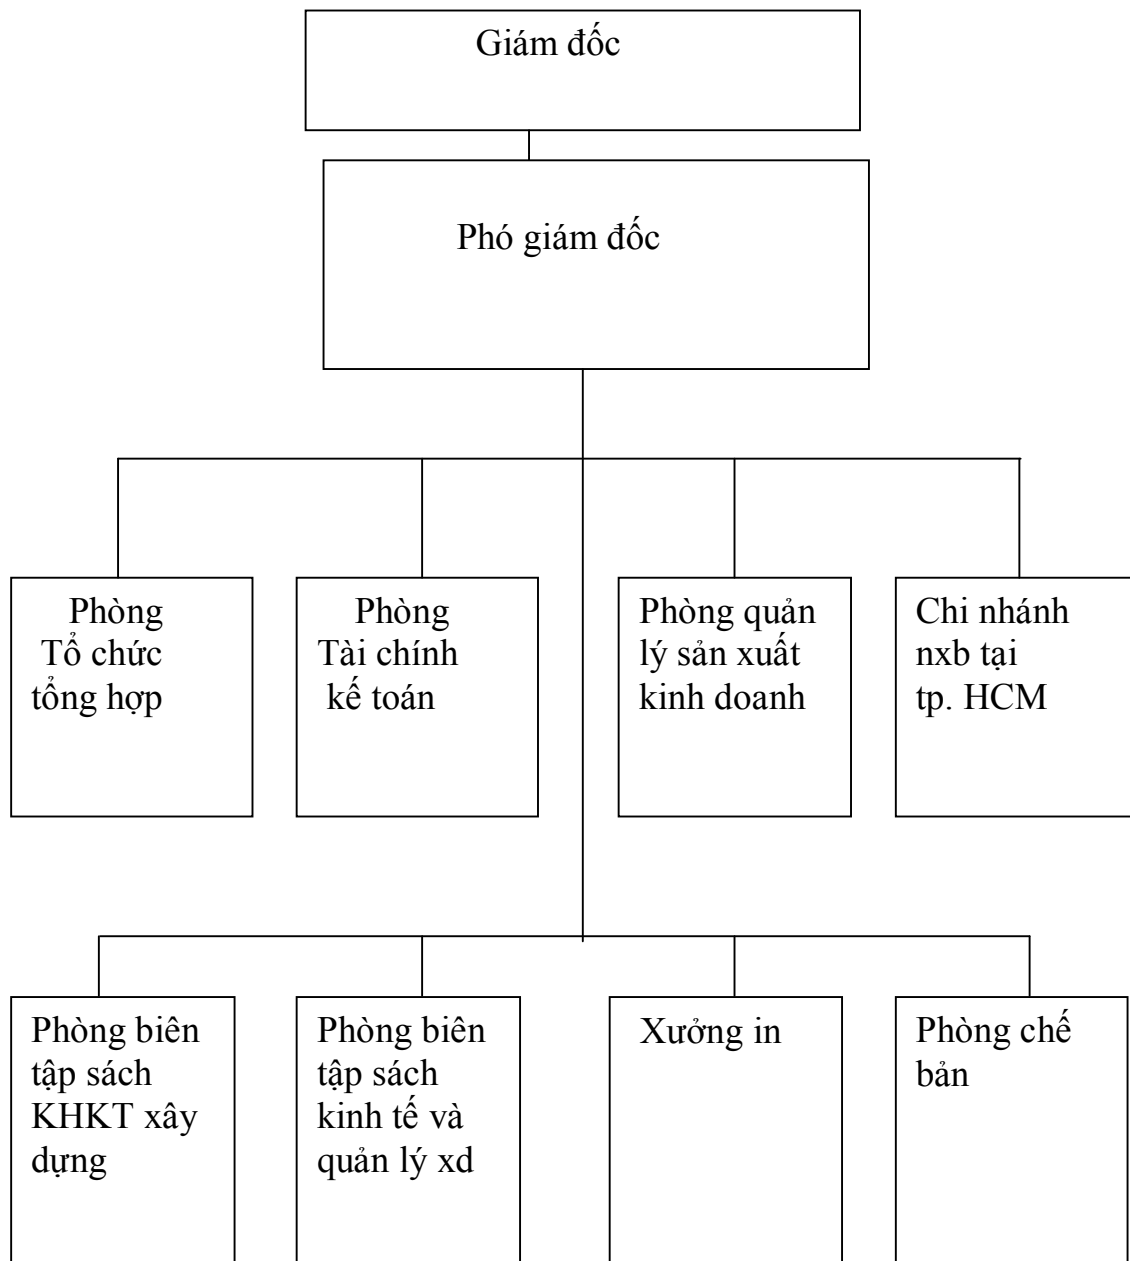 Giám đốc
Phó giám đốc
Phòng
Tổ chức
tổng hợp
Phòng
Tài chính
kế toán
Phòng quản
lý sản xuất
kinh doanh
Chi nhánh
nxb tại
tp. HCM
Phòng biên
tập sách
KHKT xây
dựng
Phòng biên
tập sách
kinh tế và
quản lý xd
Xưởng in
Phòng chế
bản